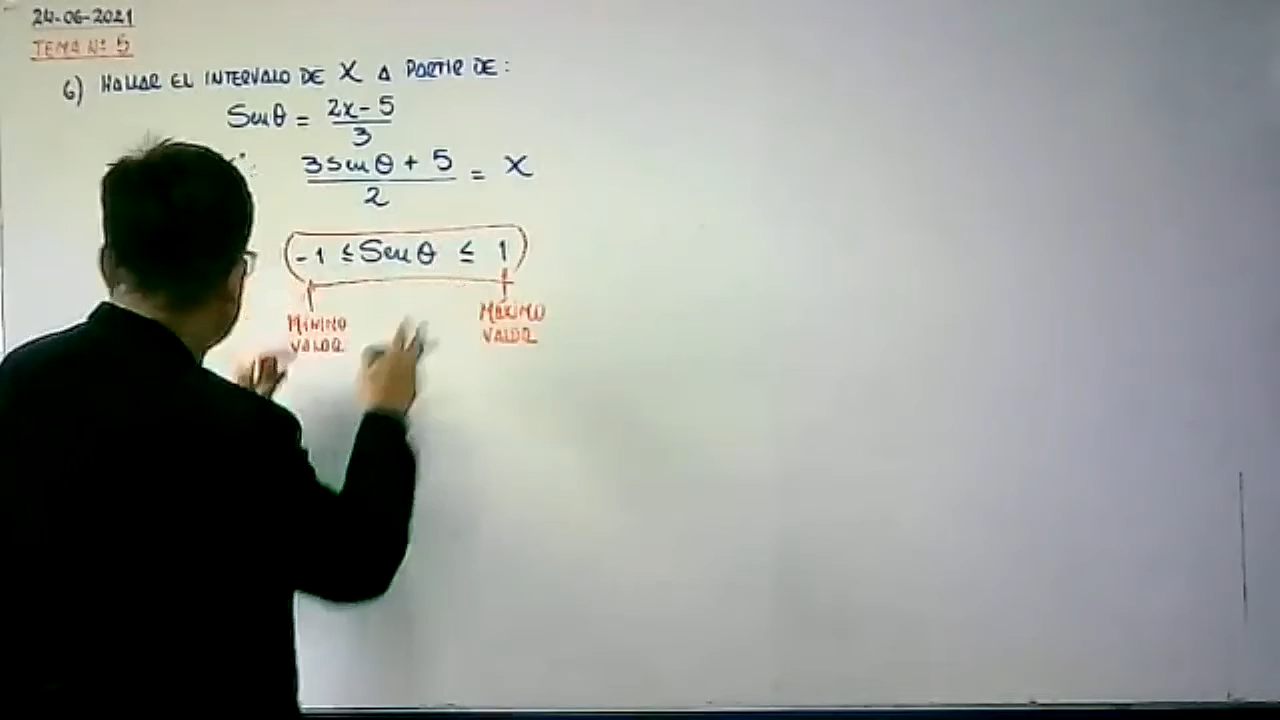 24-06-2021
TEMA Nº 5
6) HALLAR EL INTERVALO DE X A PARTIR DE:
Senθ = (2x-5)/3
∴ (3senθ + 5)/2 = x
-1 ≤ Senθ ≤ 1
MÍNIMO VALOR
MÁXIMO VALOR